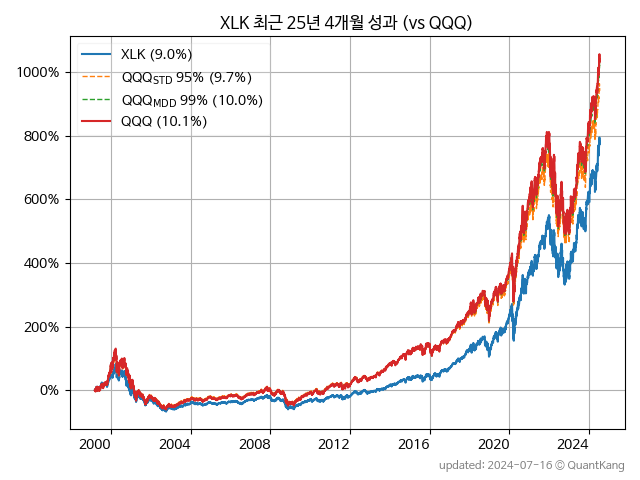 XLK 최근 25년 4개월 성과 (vs QQQ)
XLK (9.0%)
QQQSTD 95% (9.7%)
QQQMDD 99% (10.0%)
QQQ (10.1%)
1000%
800%
600%
400%
200%
0%
2000 2004 2008 2012 2016 2020 2024
updated: 2024-07-16 © QuantKang